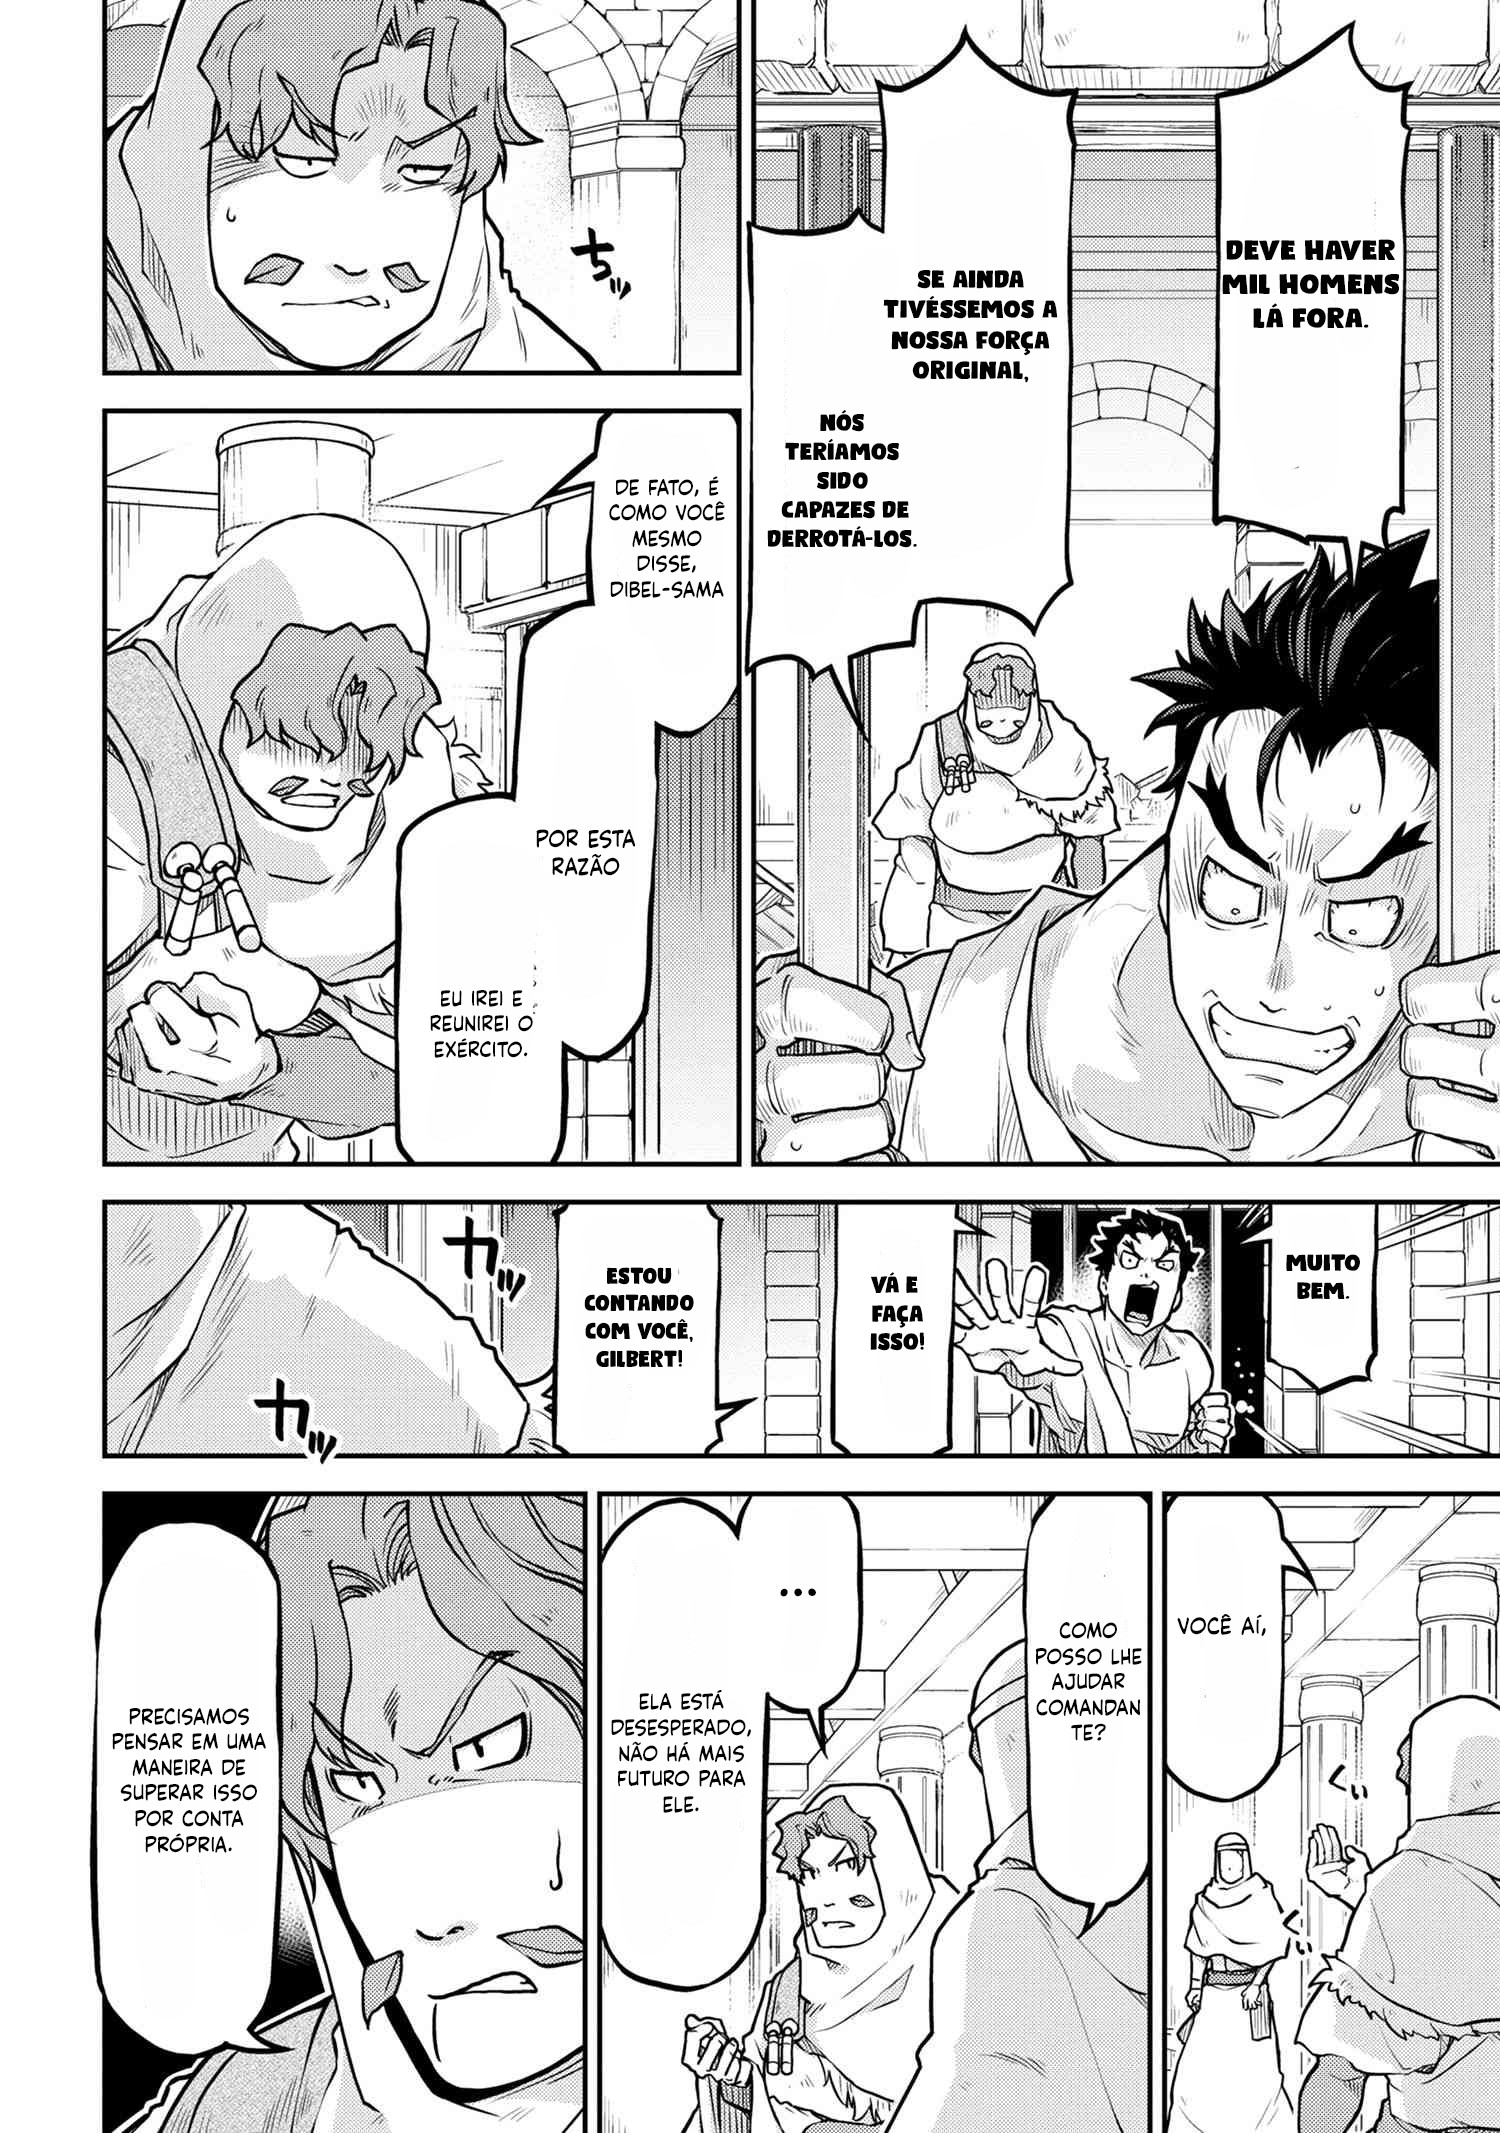 DEVE HAVER
MIL HOMENS
LÁ FORA.
SE AINDA
TIVÉSSEMOS A
NOSSA FORÇA
ORIGINAL,
NÓS
TERÍAMOS
SIDO
CAPAZES DE
DERROTÁ-LOS.
ちっ
DE FATO, É
COMO VOCÊ
MESMO
DISSE,
DIBEL-SAMA
POR ESTA
RAZÃO
EU IREI E
REUNIREI O
EXÉRCITO.
MUITO
BEM.
VÁ E
FAÇA
ISSO!
ESTOU
CONTANDO
COM VOCÊ,
GILBERT!
カッ
カッ
VOCÊ AÍ,
くい
くい
COMO
POSSO LHE
AJUDAR
COMANDAN
TE?
...
ELA ESTÁ
DESESPERADO,
NÃO HÁ MAIS
FUTURO PARA
ELE.
PRECISAMOS
PENSAR EM UMA
MANEIRA DE
SUPERAR ISSO
POR CONTA
PRÓPRIA.